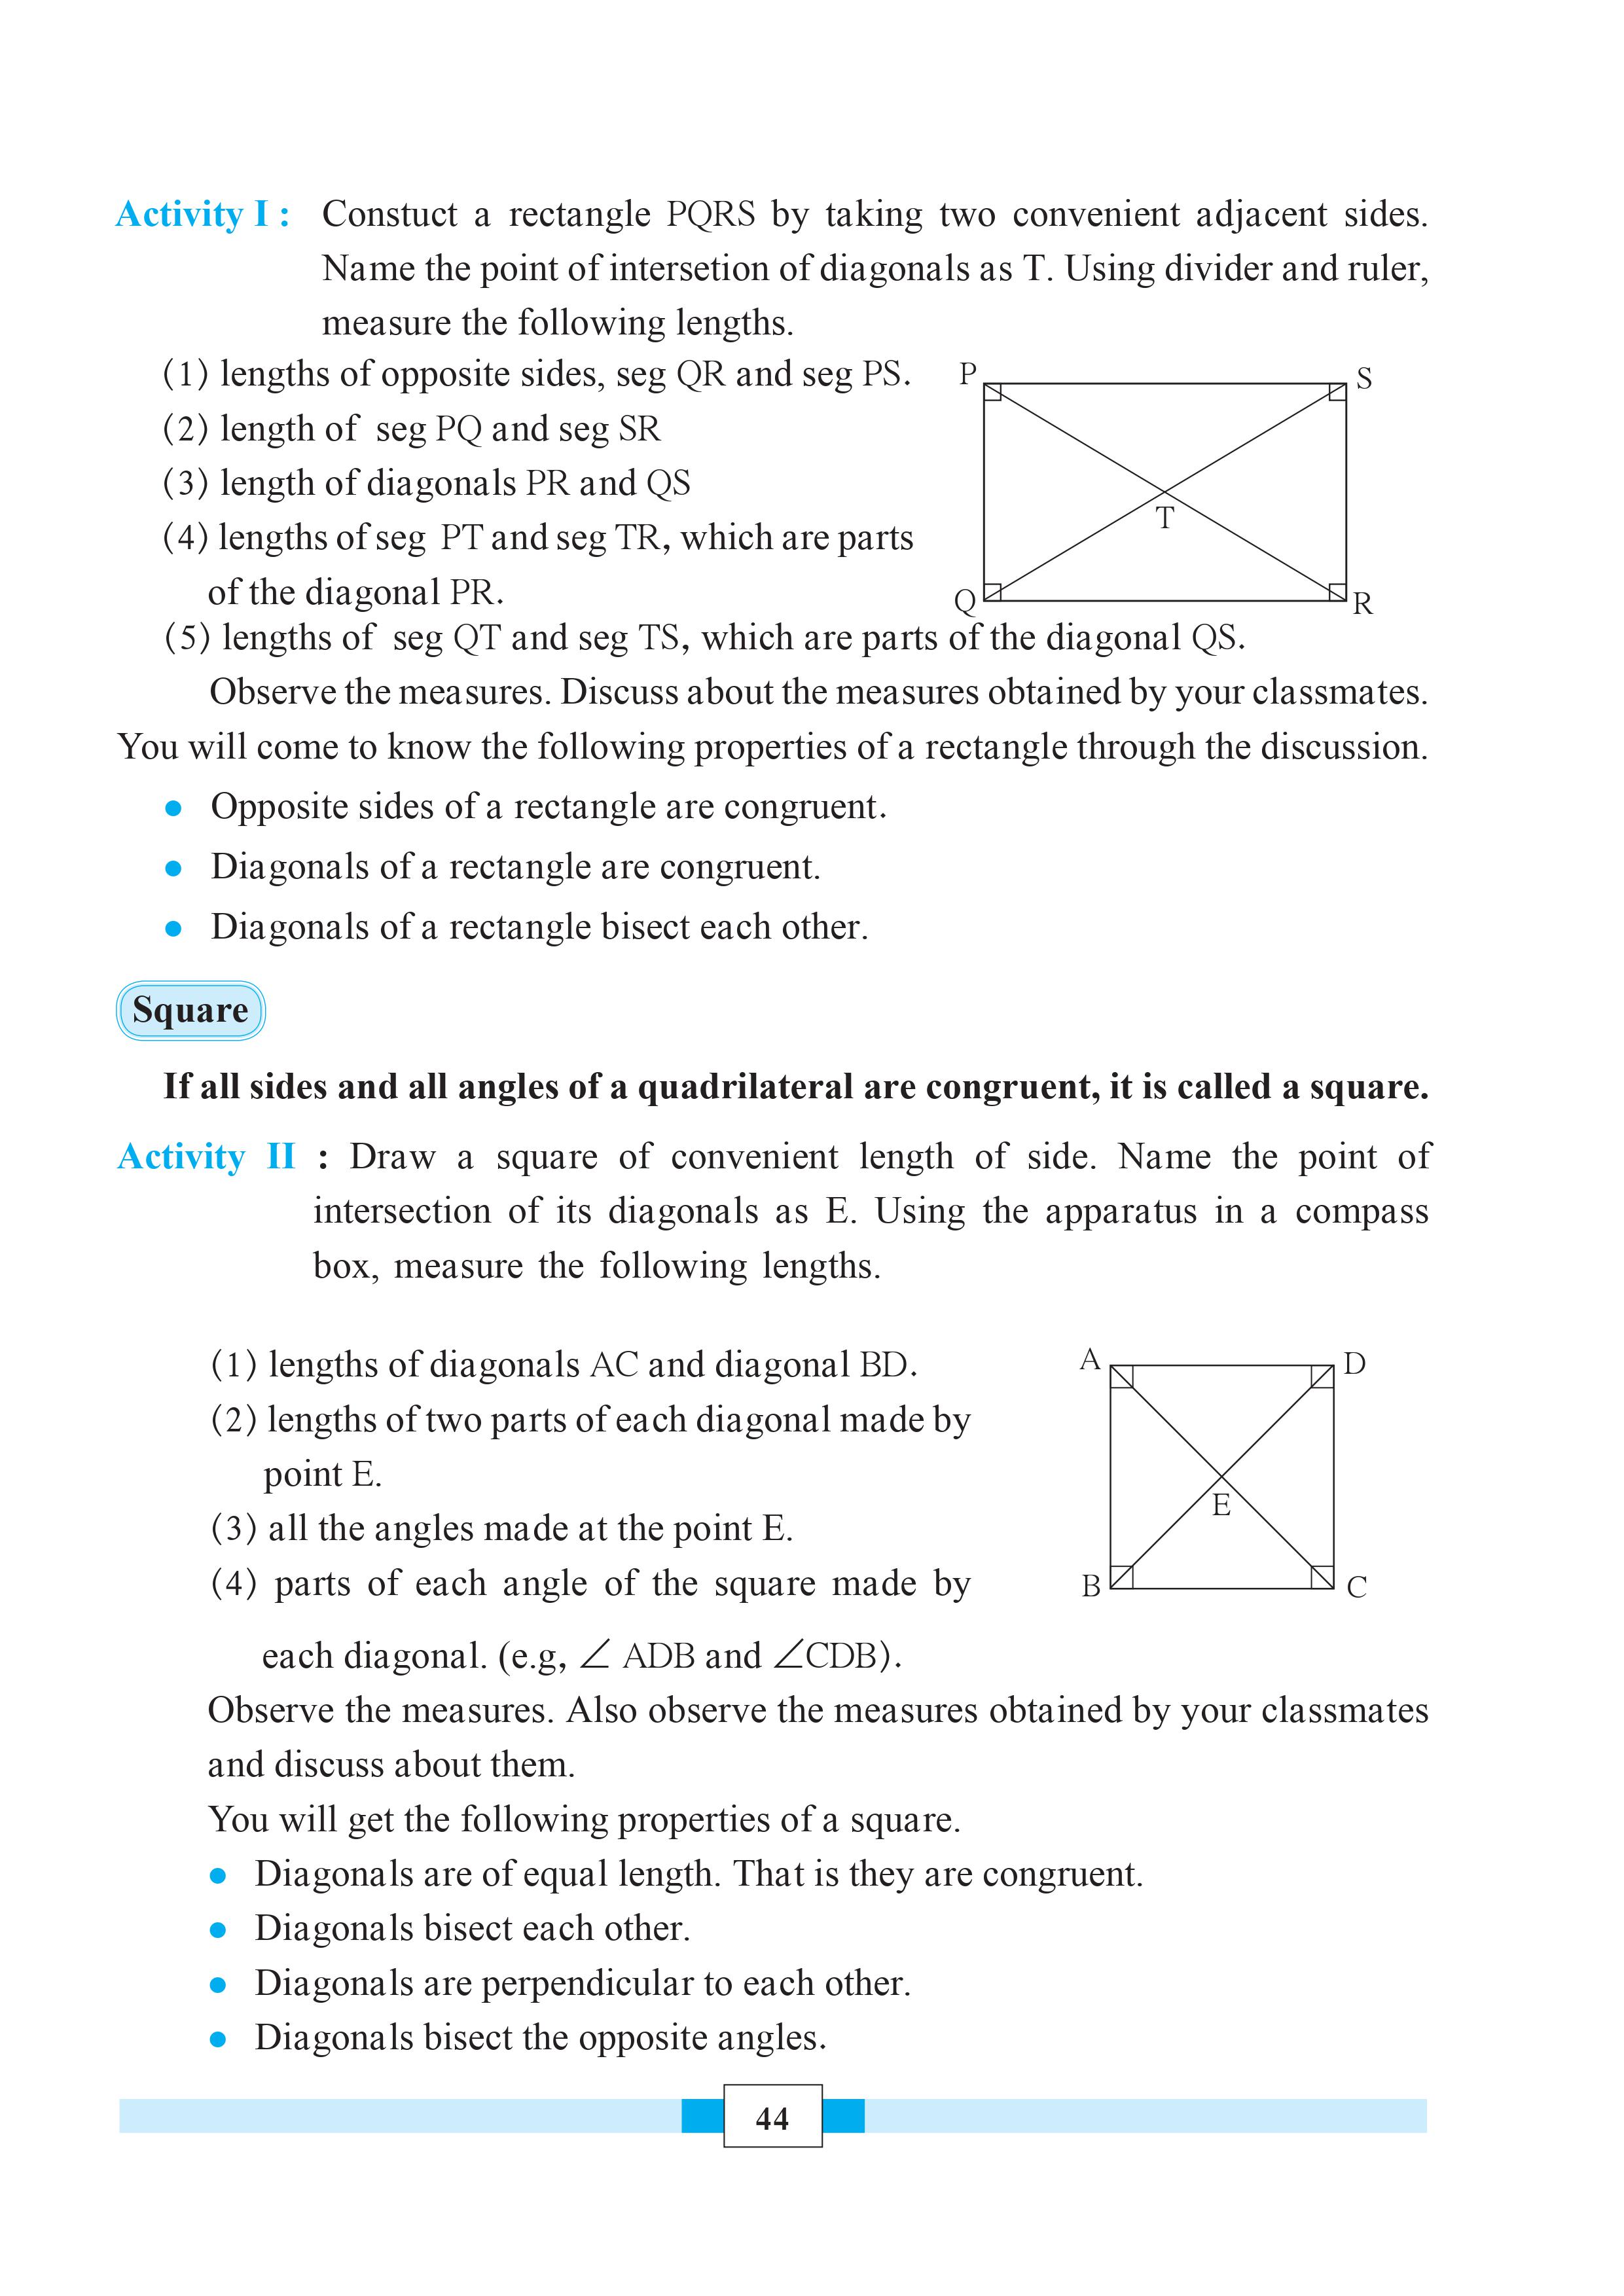 Activity I : Constuct a rectangle PQRS by taking two convenient adjacent sides.
Name the point of intersetion of diagonals as T. Using divider and ruler,
measure the following lengths.
(1) lengths of opposite sides, seg QR and seg PS.
(2) length of seg PQ and seg SR
(3) length of diagonals PR and QS
(4) lengths of seg PT and seg TR, which are parts
of the diagonal PR.
P
S
T
Q
R
(5) lengths of seg QT and seg TS, which are parts of the diagonal QS.
Observe the measures. Discuss about the measures obtained by your classmates.
You will come to know the following properties of a rectangle through the discussion.
● Opposite sides of a rectangle are congruent.
● Diagonals of a rectangle are congruent.
● Diagonals of a rectangle bisect each other.
Square
If all sides and all angles of a quadrilateral are congruent, it is called a square.
Activity II : Draw a square of convenient length of side. Name the point of
intersection of its diagonals as E. Using the apparatus in a compass
box, measure the following lengths.
(1) lengths of diagonals AC and diagonal BD.
(2) lengths of two parts of each diagonal made by
point E.
(3) all the angles made at the point E.
(4) parts of each angle of the square made by
each diagonal. (e.g, ∠ ADB and ∠CDB).
A
D
E
B
C
Observe the measures. Also observe the measures obtained by your classmates
and discuss about them.
You will get the following properties of a square.
● Diagonals are of equal length. That is they are congruent.
● Diagonals bisect each other.
● Diagonals are perpendicular to each other.
● Diagonals bisect the opposite angles.
44